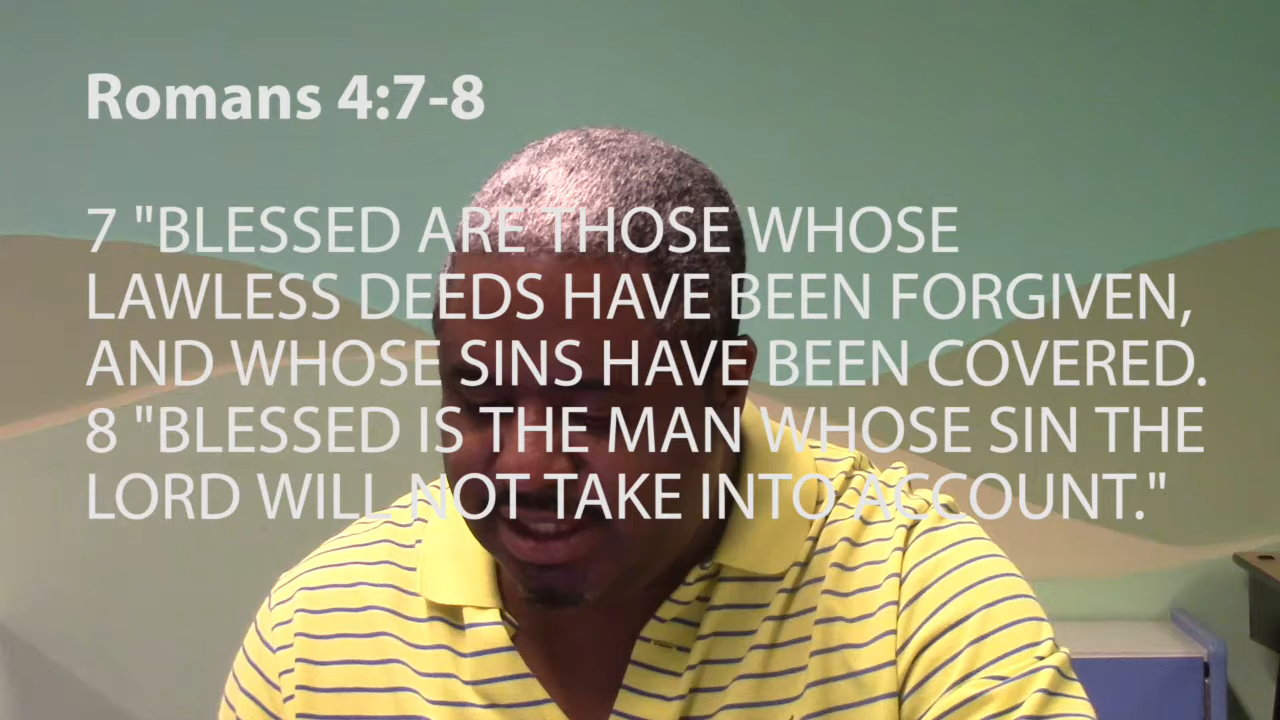 Romans 4:7-8
7 "BLESSED ARE THOSE WHOSE
LAWLESS DEEDS HAVE BEEN FORGIVEN,
AND WHOSE SINS HAVE BEEN COVERED.
8 "BLESSED IS THE MAN WHOSE SIN THE
LORD WILL NOT TAKE INTO ACCOUNT."